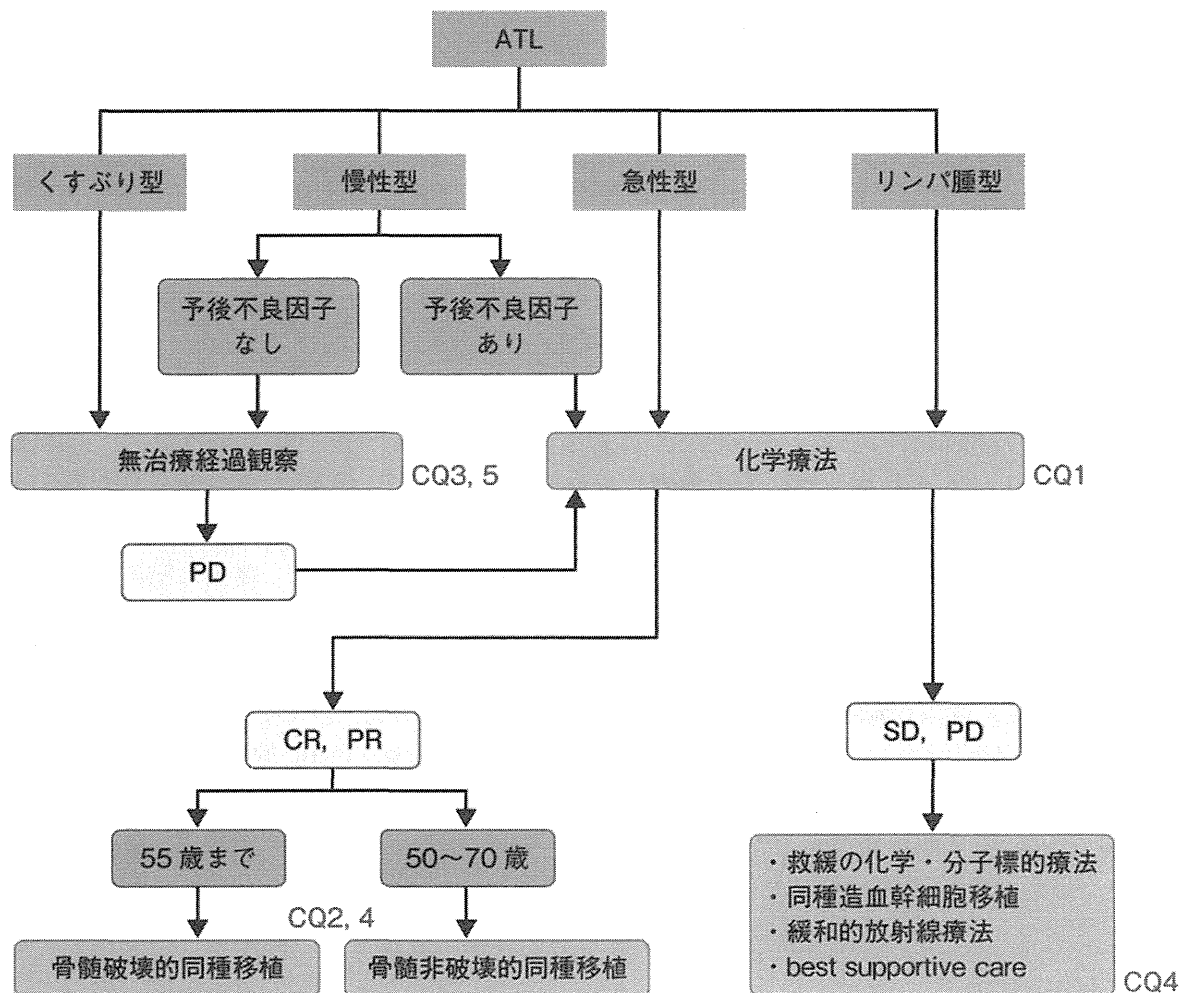 ATL
くすぶり型
慢性型
急性型
リンパ腫型
予後不良因子
なし
予後不良因子
あり
無治療経過観察
CQ3, 5
化学療法
CQ1
PD
CR, PR
SD, PD
55歳まで
50〜70歳
CQ2, 4
骨髄破壊的同種移植
骨髄非破壊的同種移植
・救援の化学・分子標的療法
・同種造血幹細胞移植
・緩和的放射線療法
・best supportive care
CQ4